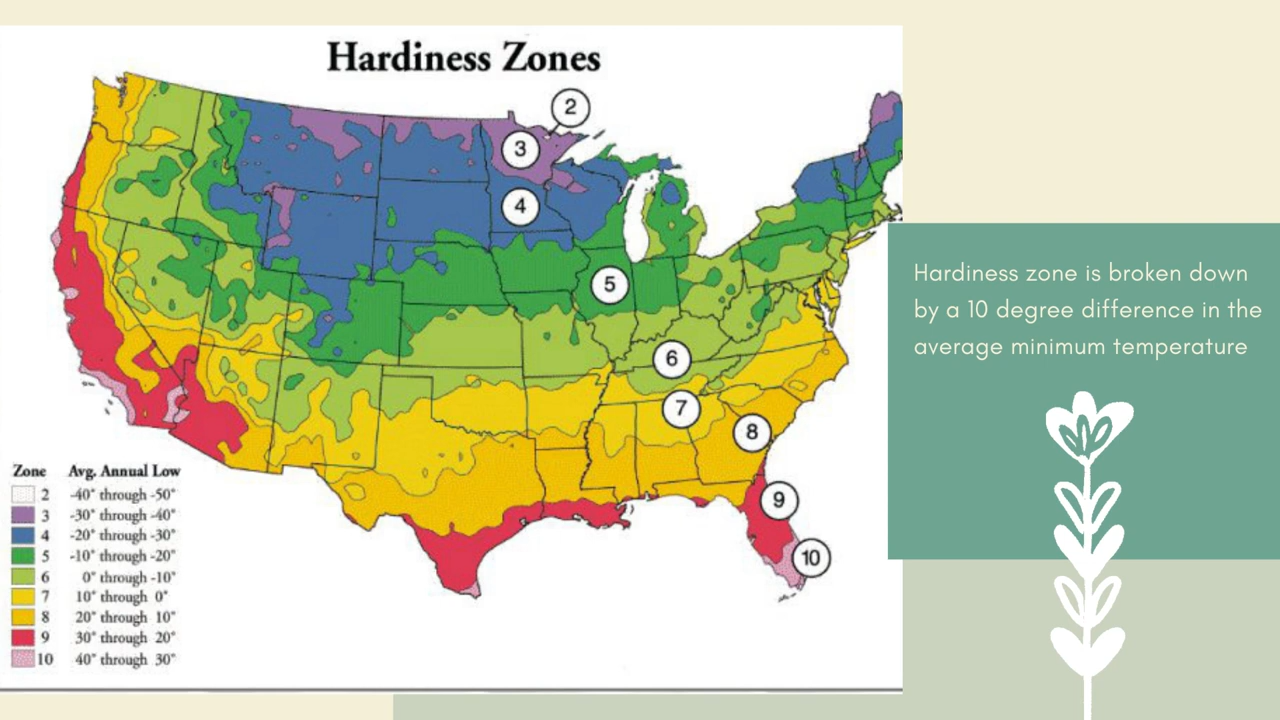 Hardiness Zones
2
3
4
5
6
7
8
9
10
Zone Avg. Annual Low
2 -40° through -50°
3 -30° through -40°
4 -20° through -30°
5 -10° through -20°
6 0° through -10°
7 10° through 0°
8 20° through 10°
9 30° through 20°
10 40° through 30°
Hardiness zone is broken down
by a 10 degree difference in the
average minimum temperature